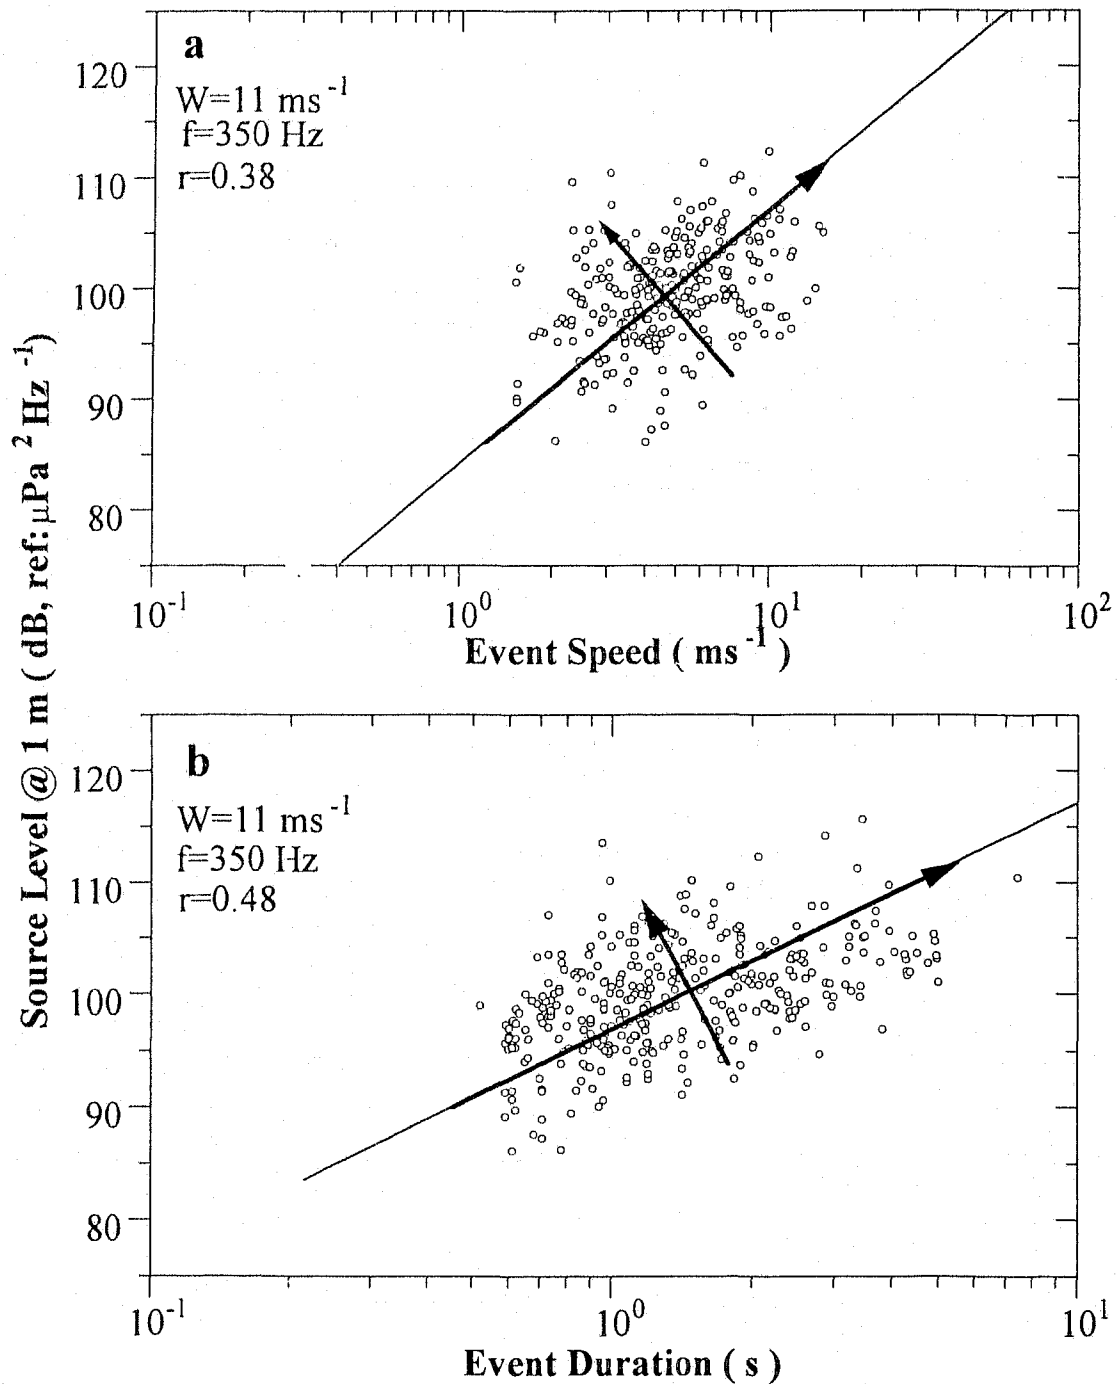 Source Level @ 1 m ( dB, ref: μPa ² Hz ⁻¹ )
a
W=11 ms⁻¹
f=350 Hz
r=0.38
120
110
100
90
80
10⁻¹ 10⁰ 10¹ 10²
Event Speed ( ms⁻¹ )
b
W=11 ms⁻¹
f=350 Hz
r=0.48
120
110
100
90
80
10⁻¹ 10⁰ 10¹
Event Duration ( s )